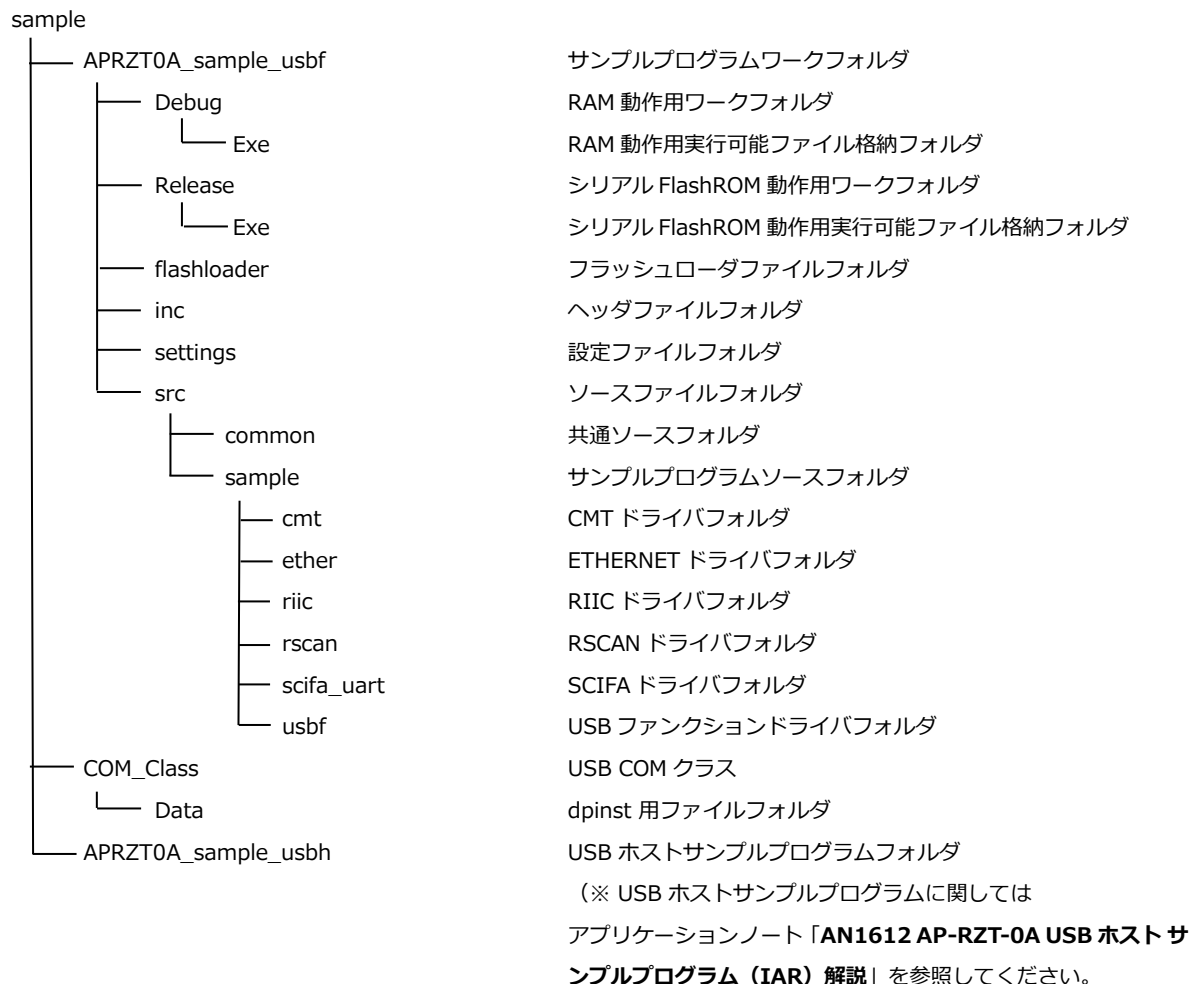 sample
APRZT0A_sample_usbf サンプルプログラムワークフォルダ
Debug RAM 動作用ワークフォルダ
Exe RAM 動作用実行可能ファイル格納フォルダ
Release シリアル FlashROM 動作用ワークフォルダ
Exe シリアル FlashROM 動作用実行可能ファイル格納フォルダ
flashloader フラッシュローダファイルフォルダ
inc ヘッダファイルフォルダ
settings 設定ファイルフォルダ
src ソースファイルフォルダ
common 共通ソースフォルダ
sample サンプルプログラムソースフォルダ
cmt CMT ドライバフォルダ
ether ETHERNET ドライバフォルダ
riic RIIC ドライバフォルダ
rscan RSCAN ドライバフォルダ
scifa_uart SCIFA ドライバフォルダ
usbf USB ファンクションドライバフォルダ
COM_Class USB COM クラス
Data dpinst 用ファイルフォルダ
APRZT0A_sample_usbh USB ホストサンプルプログラムフォルダ
（※ USB ホストサンプルプログラムに関しては
アプリケーションノート「AN1612 AP-RZT-0A USB ホスト サ
ンプルプログラム（IAR）解説」を参照してください。